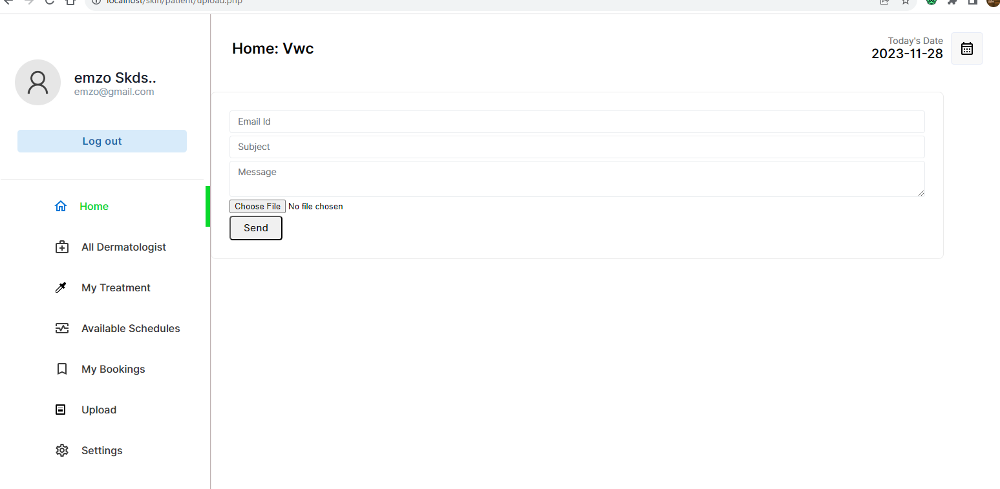 localhost/skin/patient/upload.php
emzo Skds..
emzo@gmail.com
Log out
Home
All Dermatologist
My Treatment
Available Schedules
My Bookings
Upload
Settings
Home: Vwc
Today's Date
2023-11-28
Email Id
Subject
Message
Choose File No file chosen
Send